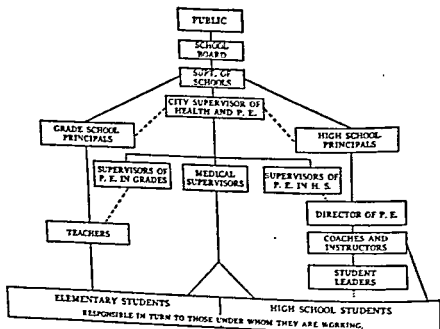 PUBLIC
SCHOOL
BOARD
SUPT. OF
SCHOOLS
CITY SUPERVISOR OF
HEALTH AND P. E.
GRADE SCHOOL
PRINCIPALS
HIGH SCHOOL
PRINCIPALS
SUPERVISORS OF
P. E. IN GRADES
MEDICAL
SUPERVISORS
SUPERVISORS OF
P. E. IN H. S.
DIRECTOR OF P. E.
TEACHERS
COACHES AND
INSTRUCTORS
STUDENT
LEADERS
ELEMENTARY STUDENTS
HIGH SCHOOL STUDENTS
RESPONSIBLE IN TURN TO THOSE UNDER WHOM THEY ARE WORKING.